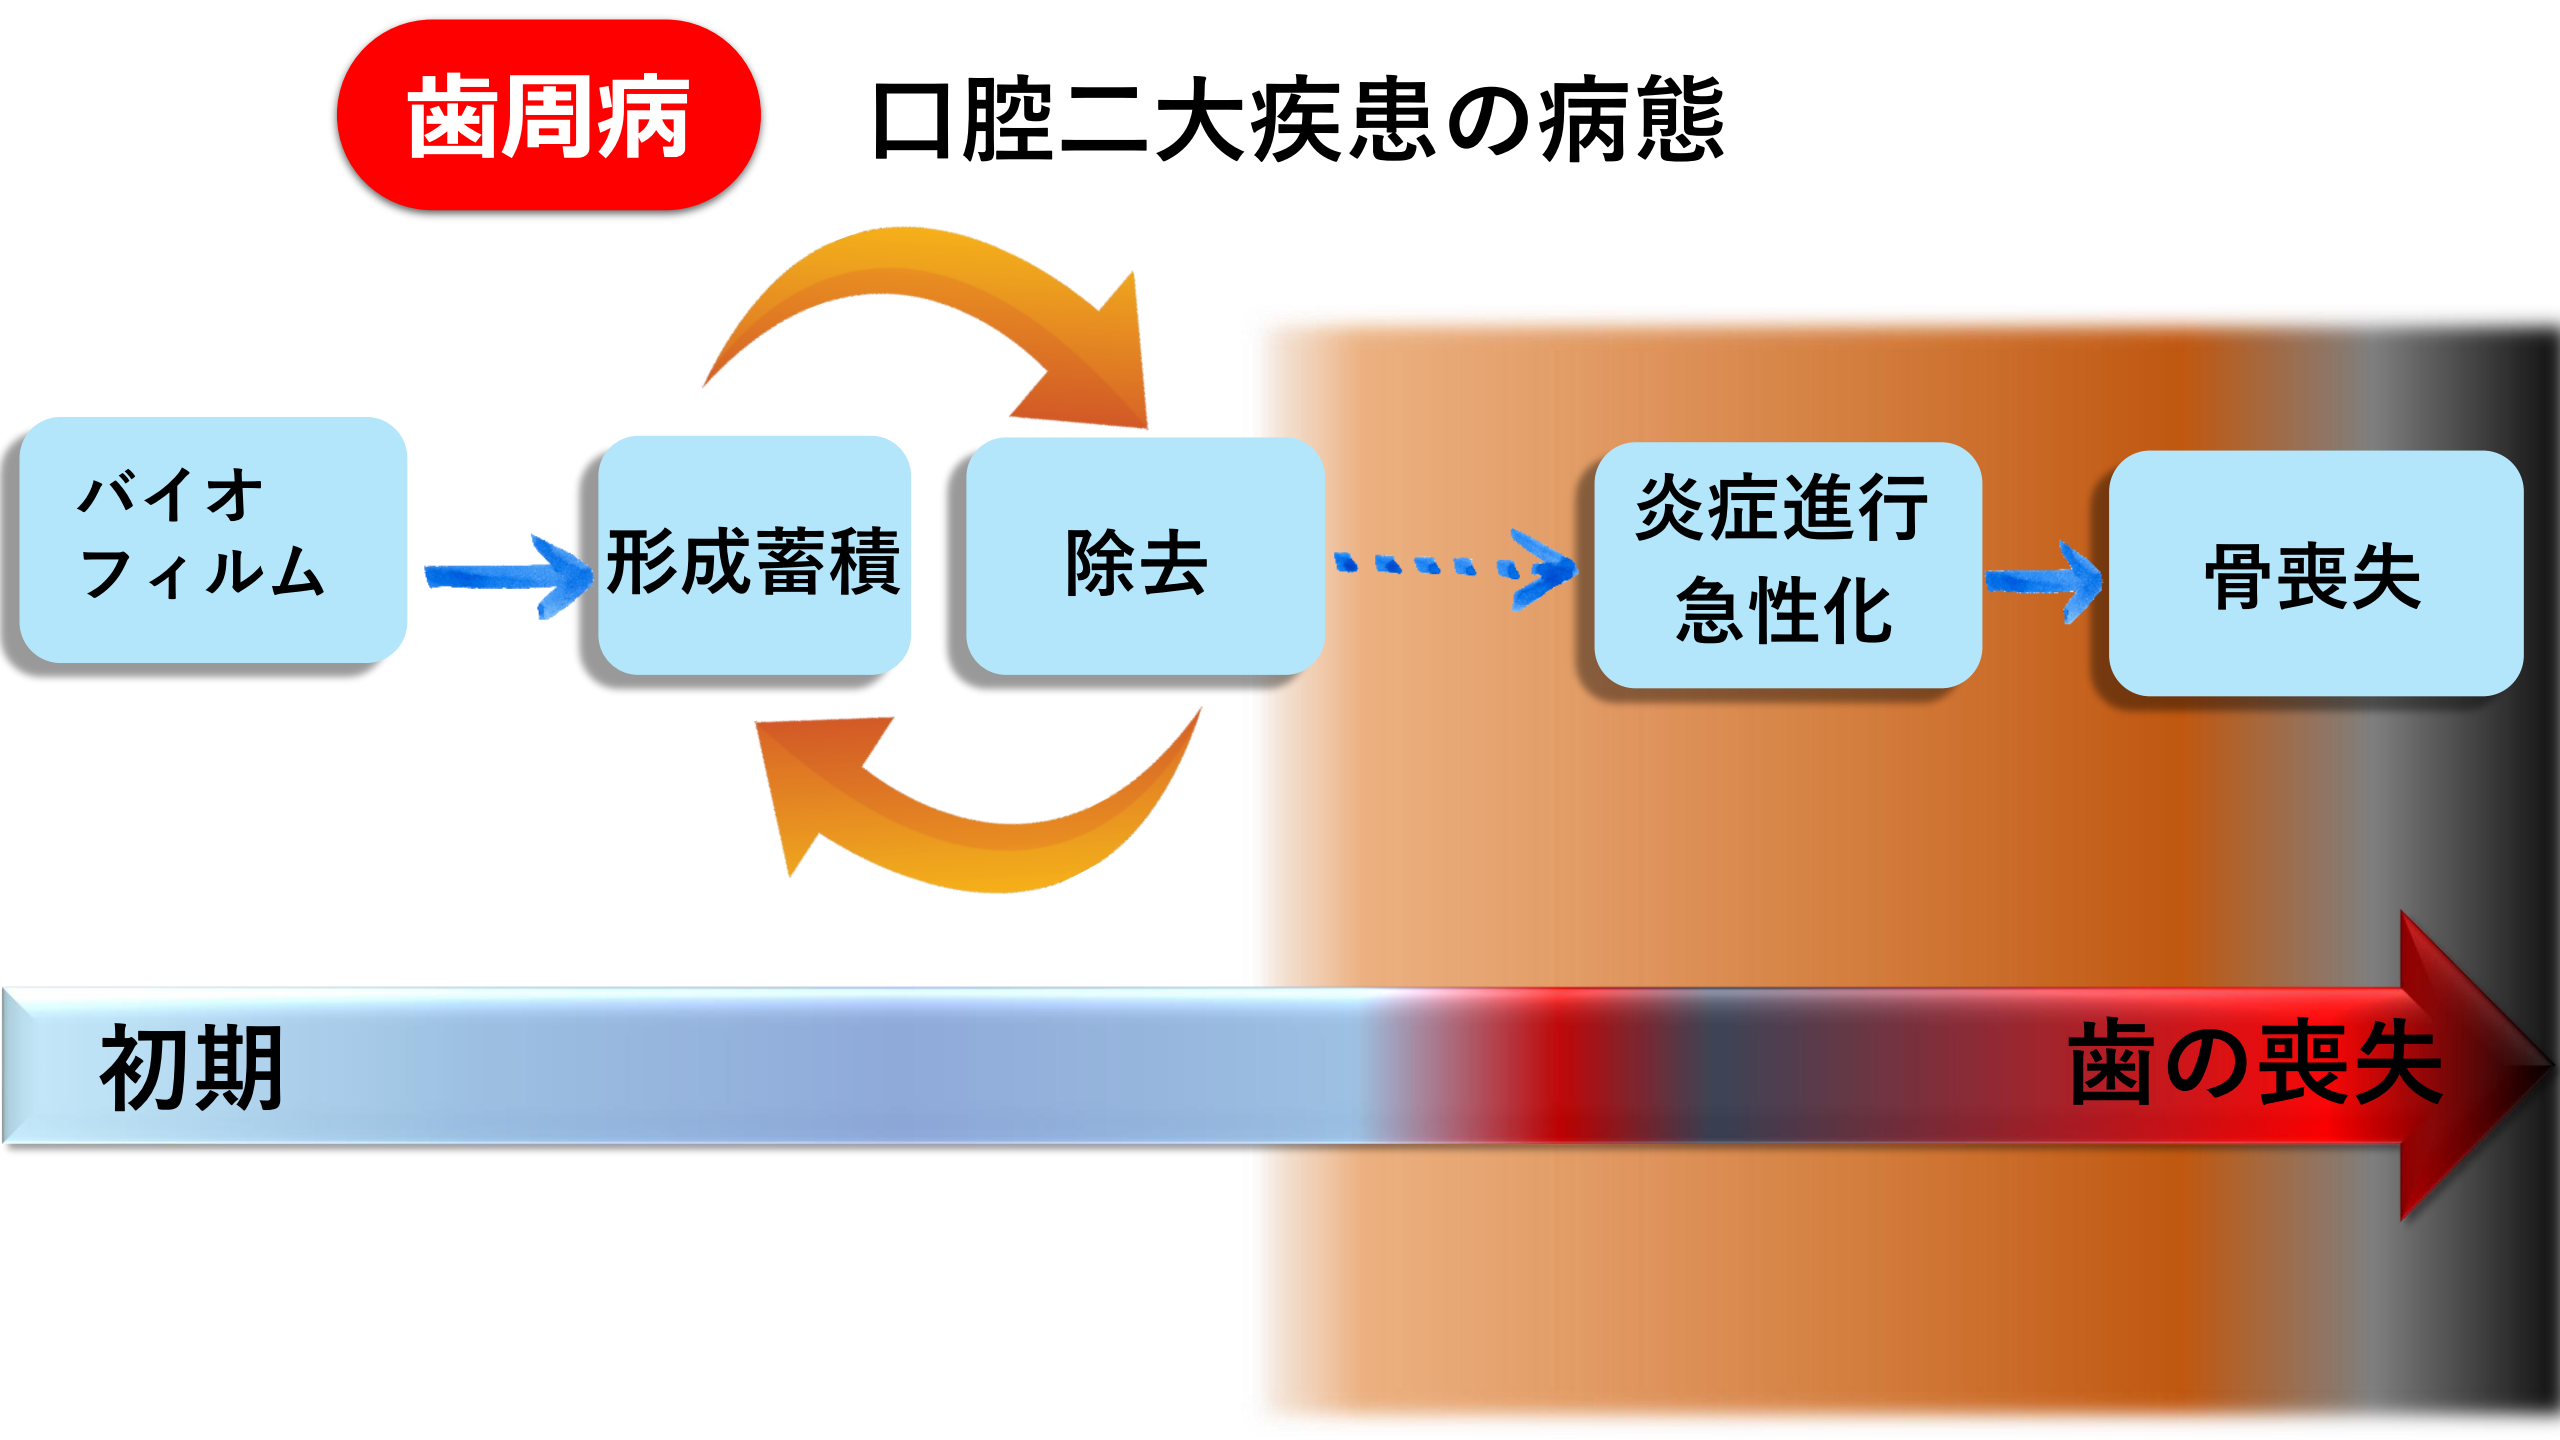 歯周病
口腔二大疾患の病態
バイオ
フィルム
形成蓄積
除去
炎症進行
急性化
骨喪失
初期
歯の喪失